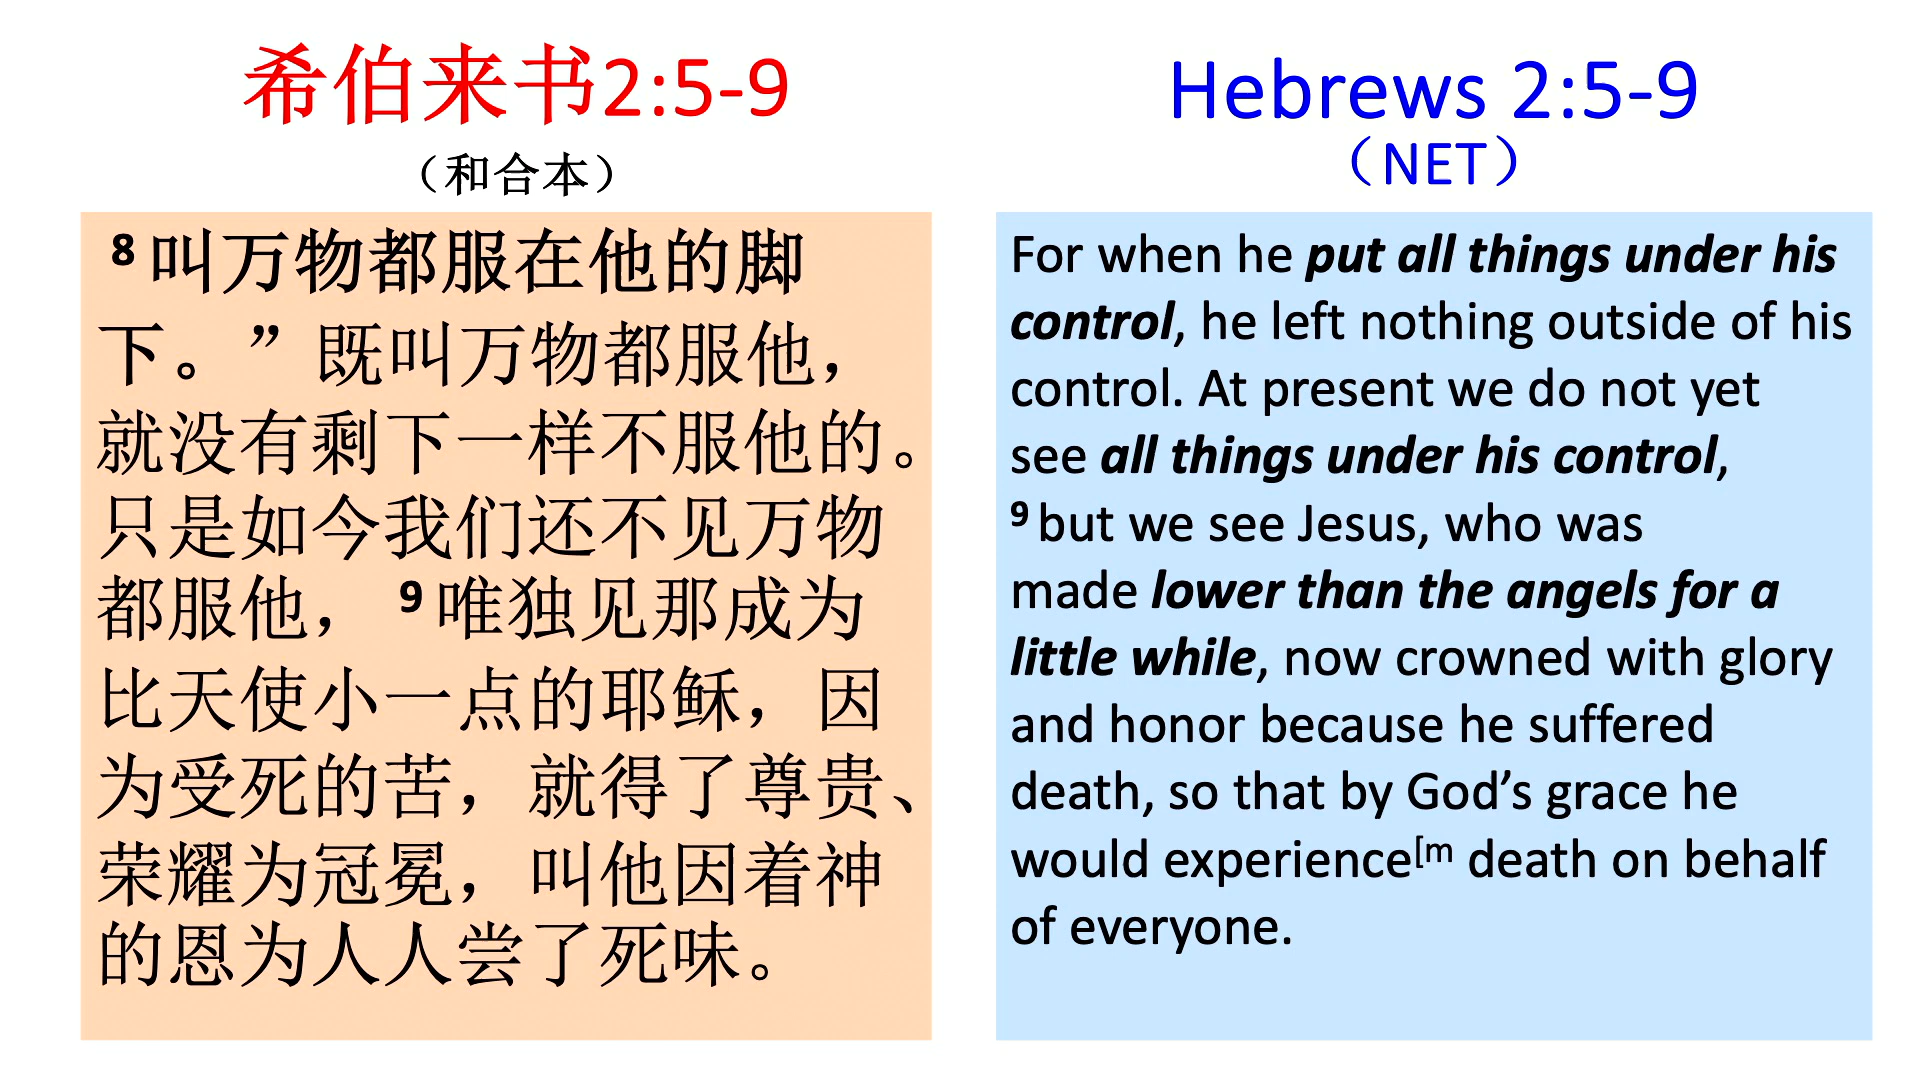 希伯来书2:5-9
（和合本）
8 叫万物都服在他的脚
下。”既叫万物都服他，
就没有剩下一样不服他的。
只是如今我们还不见万物
都服他， 9 唯独见那成为
比天使小一点的耶稣，因
为受死的苦，就得了尊贵、
荣耀为冠冕，叫他因着神
的恩为人人尝了死味。
Hebrews 2:5-9
（NET）
For when he put all things under his
control, he left nothing outside of his
control. At present we do not yet
see all things under his control,
9 but we see Jesus, who was
made lower than the angels for a
little while, now crowned with glory
and honor because he suffered
death, so that by God’s grace he
would experience[m death on behalf
of everyone.